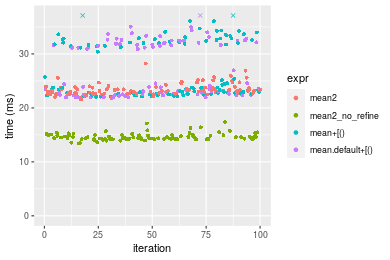 time (ms)
30
20
10
0
0
25
50
75
100
iteration
expr
mean2
mean2_no_refine
mean+[()
mean.default+[()